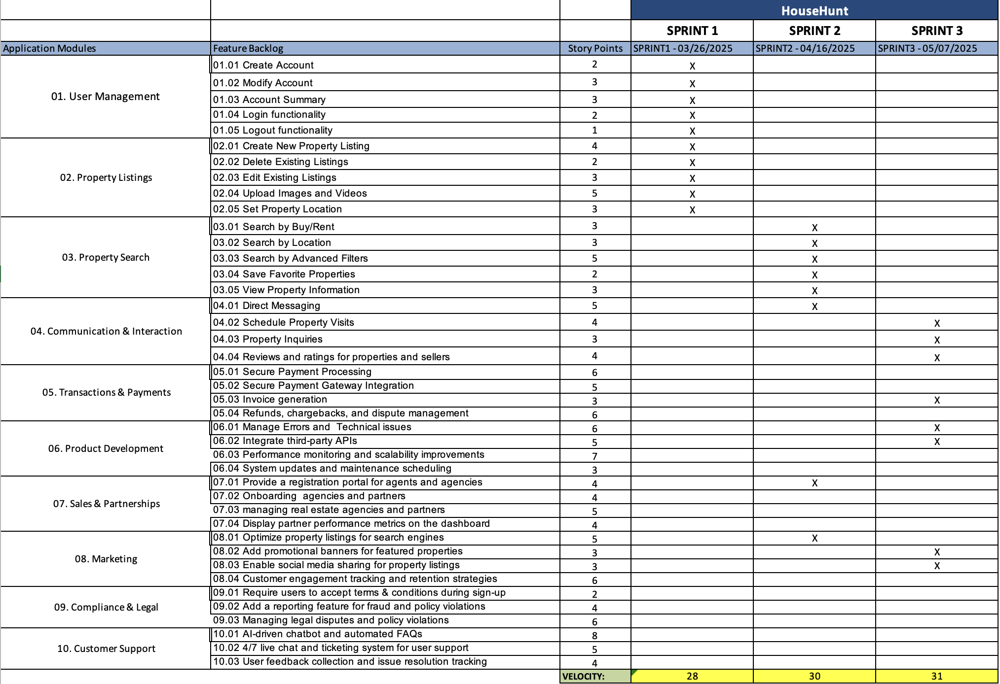 HouseHunt
SPRINT 1 SPRINT 2 SPRINT 3
Application Modules Feature Backlog Story Points SPRINT1 - 03/26/2025 SPRINT2 - 04/16/2025 SPRINT3 - 05/07/2025
01. User Management
01.01 Create Account 2 X
01.02 Modify Account 3 X
01.03 Account Summary 3 X
01.04 Login functionality 2 X
01.05 Logout functionality 1 X
02. Property Listings
02.01 Create New Property Listing 4 X
02.02 Delete Existing Listings 2 X
02.03 Edit Existing Listings 3 X
02.04 Upload Images and Videos 5 X
02.05 Set Property Location 3 X
03. Property Search
03.01 Search by Buy/Rent 3 X
03.02 Search by Location 3 X
03.03 Search by Advanced Filters 5 X
03.04 Save Favorite Properties 2 X
03.05 View Property Information 3 X
04. Communication & Interaction
04.01 Direct Messaging 5 X
04.02 Schedule Property Visits 4 X
04.03 Property Inquiries 3 X
04.04 Reviews and ratings for properties and sellers 4 X
05. Transactions & Payments
05.01 Secure Payment Processing 6
05.02 Secure Payment Gateway Integration 5
05.03 Invoice generation 3 X
05.04 Refunds, chargebacks, and dispute management 6
06. Product Development
06.01 Manage Errors and  Technical issues 6 X
06.02 Integrate third-party APIs 5 X
06.03 Performance monitoring and scalability improvements 7
06.04 System updates and maintenance scheduling 3
07. Sales & Partnerships
07.01 Provide a registration portal for agents and agencies 4 X
07.02 Onboarding  agencies and partners 4
07.03 managing real estate agencies and partners 5
07.04 Display partner performance metrics on the dashboard 4
08. Marketing
08.01 Optimize property listings for search engines 5 X
08.02 Add promotional banners for featured properties 3 X
08.03 Enable social media sharing for property listings 3 X
08.04 Customer engagement tracking and retention strategies 6
09. Compliance & Legal
09.01 Require users to accept terms & conditions during sign-up 2
09.02 Add a reporting feature for fraud and policy violations 4
09.03 Managing legal disputes and policy violations 6
10. Customer Support
10.01 AI-driven chatbot and automated FAQs 8
10.02 4/7 live chat and ticketing system for user support 5
10.03 User feedback collection and issue resolution tracking 4
VELOCITY: 28 30 31